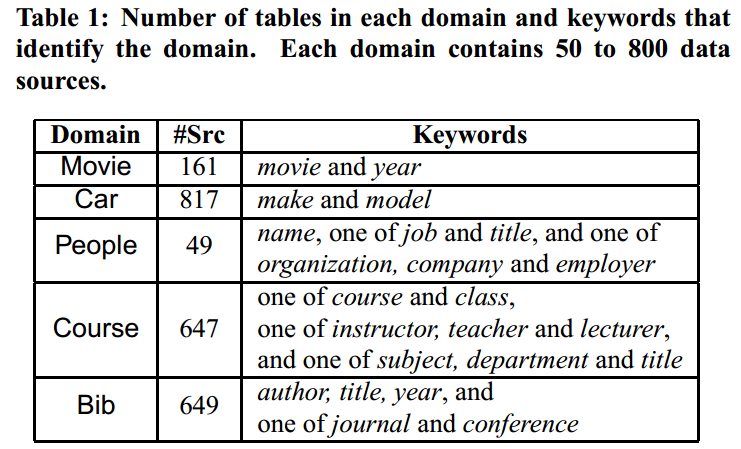 Table 1: Number of tables in each domain and keywords that
identify the domain. Each domain contains 50 to 800 data
sources.
Domain #Src Keywords
Movie 161 movie and year
Car 817 make and model
People 49 name, one of job and title, and one of
organization, company and employer
Course 647 one of course and class,
one of instructor, teacher and lecturer,
and one of subject, department and title
Bib 649 author, title, year, and
one of journal and conference